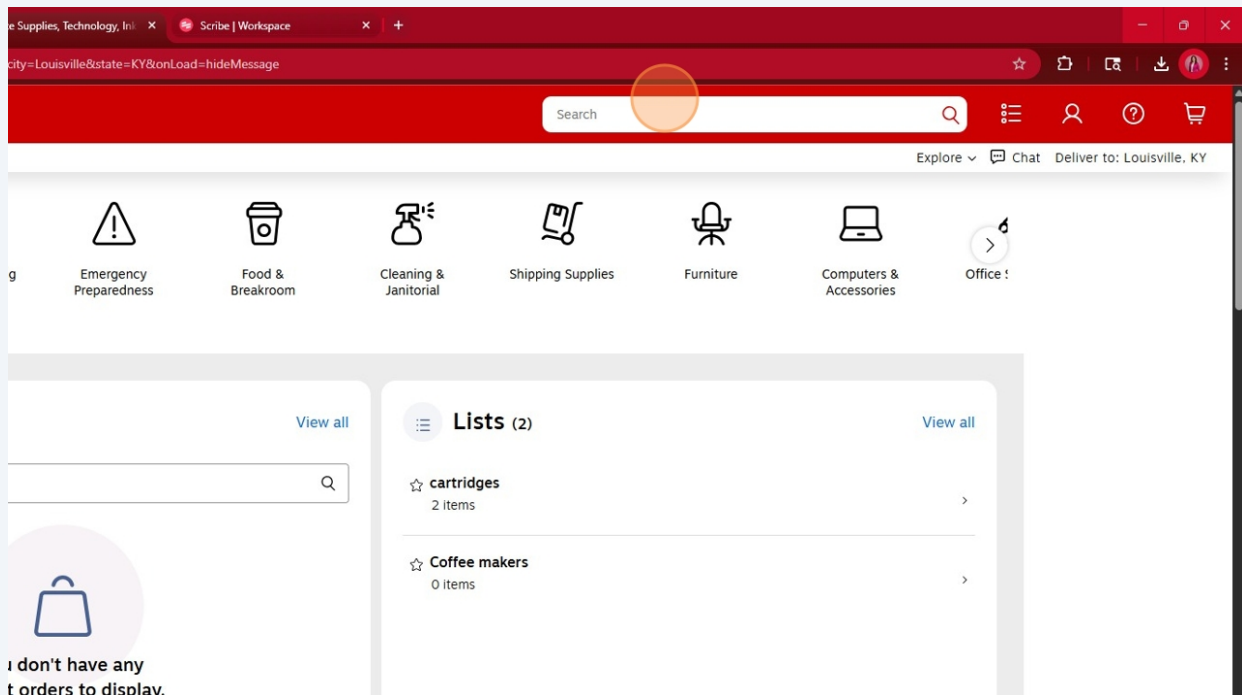 e Supplies, Technology, Ink Scribe | Workspace
city=Louisville&state=KY&onLoad=hideMessage
Search
Explore Chat Deliver to: Louisville, KY
g Emergency Food & Cleaning & Shipping Supplies Furniture Computers & Office S
Preparedness Breakroom Janitorial Accessories
View all Lists (2) View all
cartridges
2 items
Coffee makers
0 items
u don't have any
t orders to display.